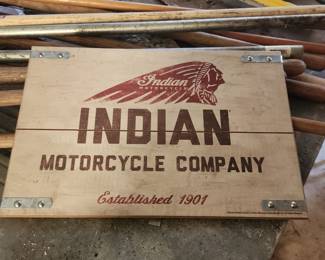 Indian
MOTORCYCLE
INDIAN
MOTORCYCLE COMPANY
Established 1901